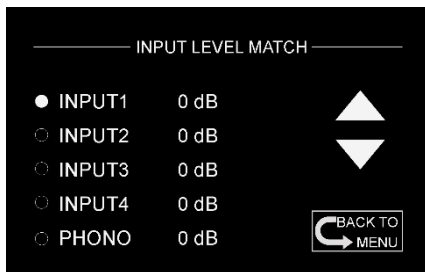 INPUT LEVEL MATCH
INPUT1 0 dB
INPUT2 0 dB
INPUT3 0 dB
INPUT4 0 dB
PHONO 0 dB
BACK TO
MENU